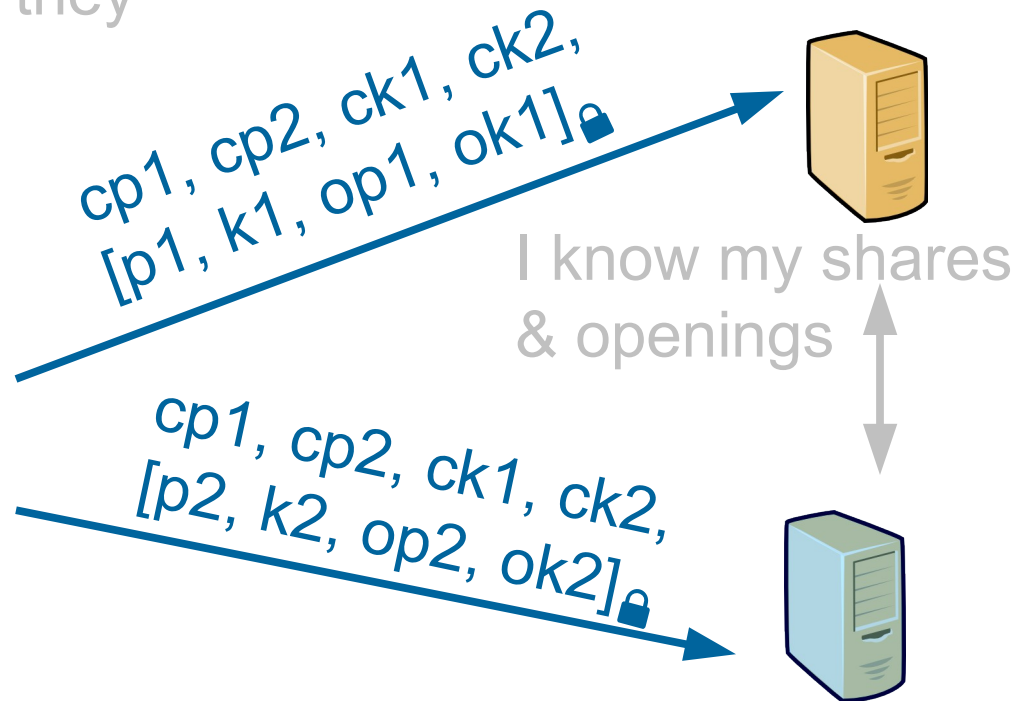 they
cp1, cp2, ck1, ck2,
[p1, k1, op1, ok1]
I know my shares
& openings
cp1, cp2, ck1, ck2,
[p2, k2, op2, ok2]